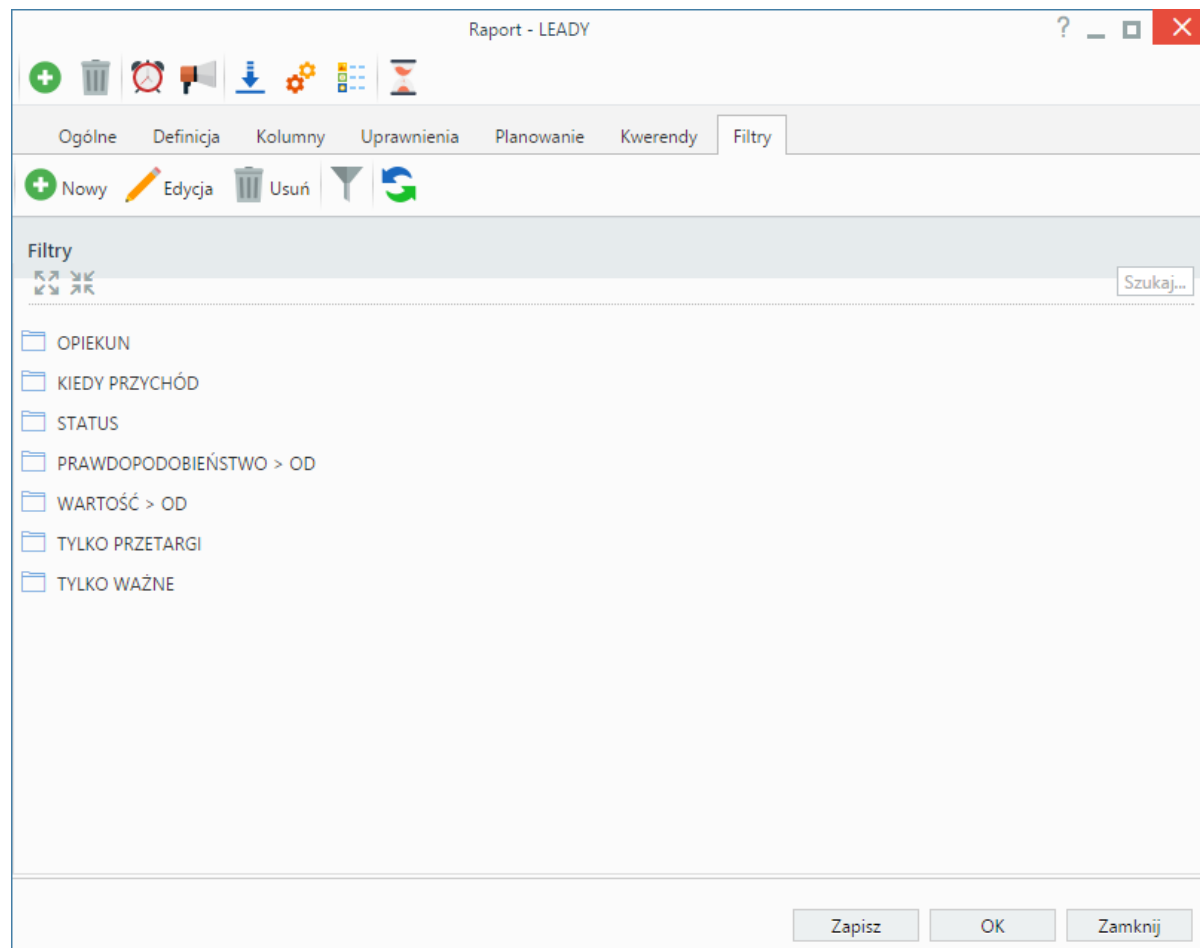 Raport - LEADY
?
Ogólne Definicja Kolumny Uprawnienia Planowanie Kwerendy Filtry
Nowy Edycja Usuń
Filtry
Szukaj...
OPIEKUN
KIEDY PRZYCHÓD
STATUS
PRAWDOPODOBIEŃSTWO > OD
WARTOŚĆ > OD
TYLKO PRZETARGI
TYLKO WAŻNE
Zapisz OK Zamknij